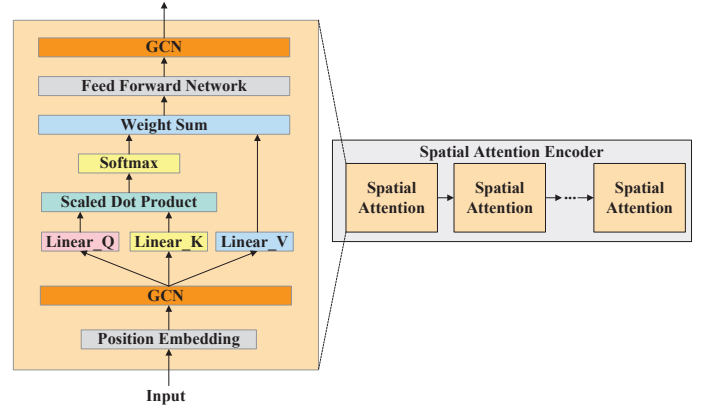 GCN
Feed Forward Network
Weight Sum
Softmax
Scaled Dot Product
Linear_Q
Linear_K
Linear_V
GCN
Position Embedding
Input
Spatial Attention Encoder
Spatial
Attention
Spatial
Attention
...
Spatial
Attention